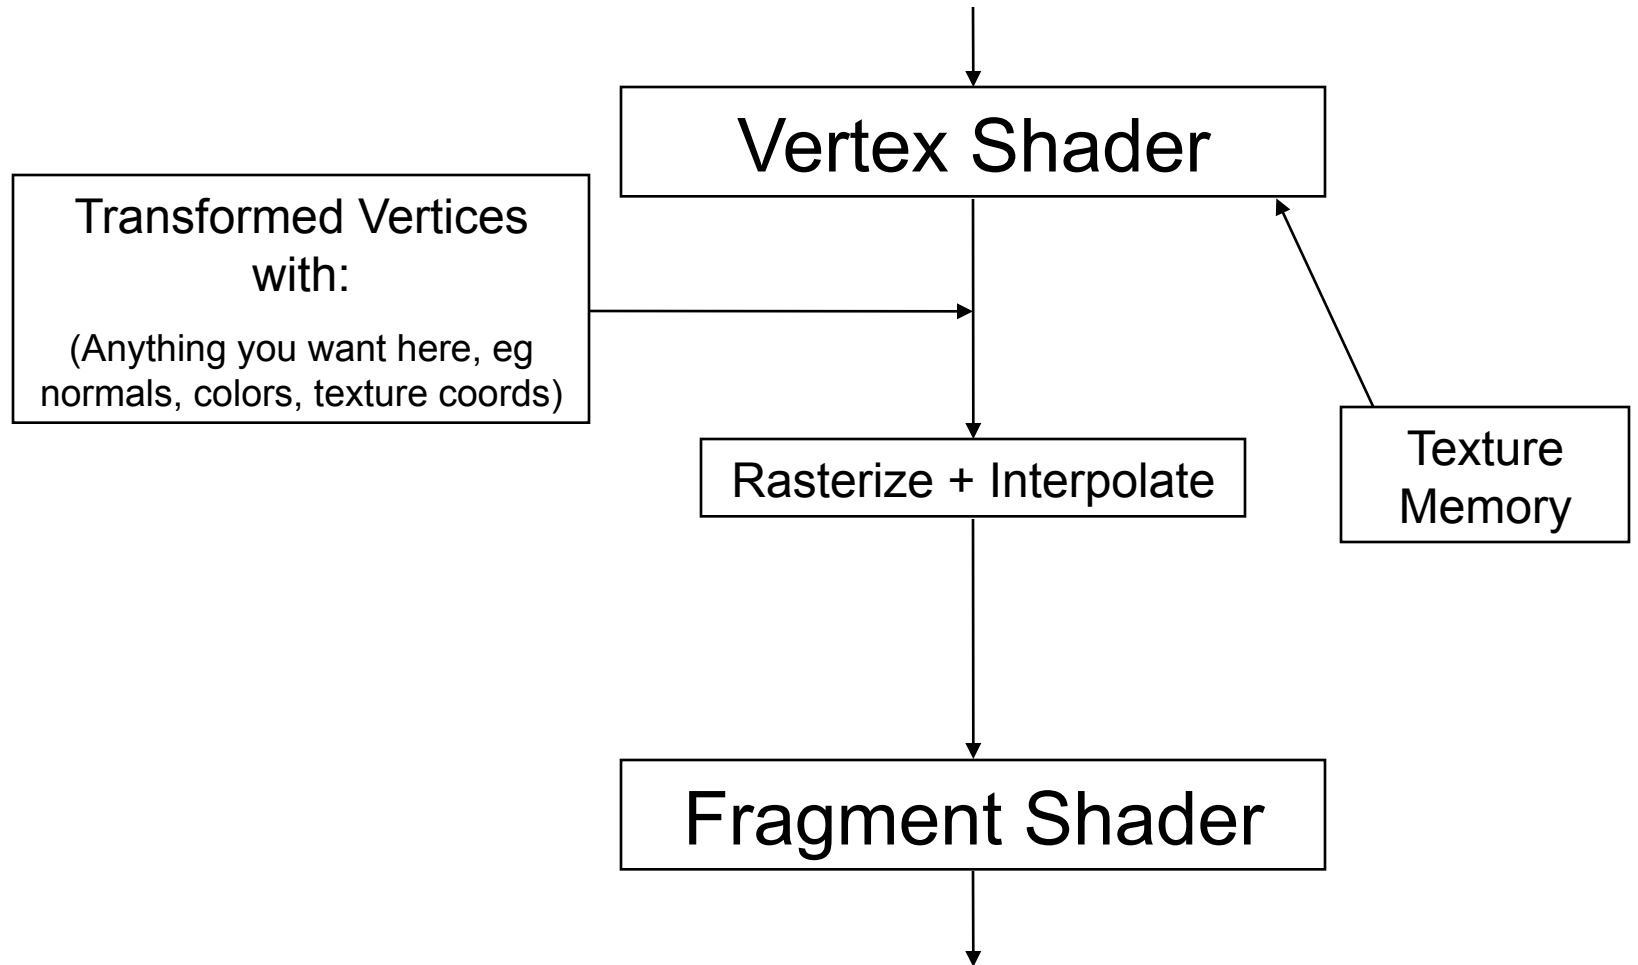 Vertex Shader
Transformed Vertices
with:
(Anything you want here, eg
normals, colors, texture coords)
Rasterize + Interpolate
Texture
Memory
Fragment Shader